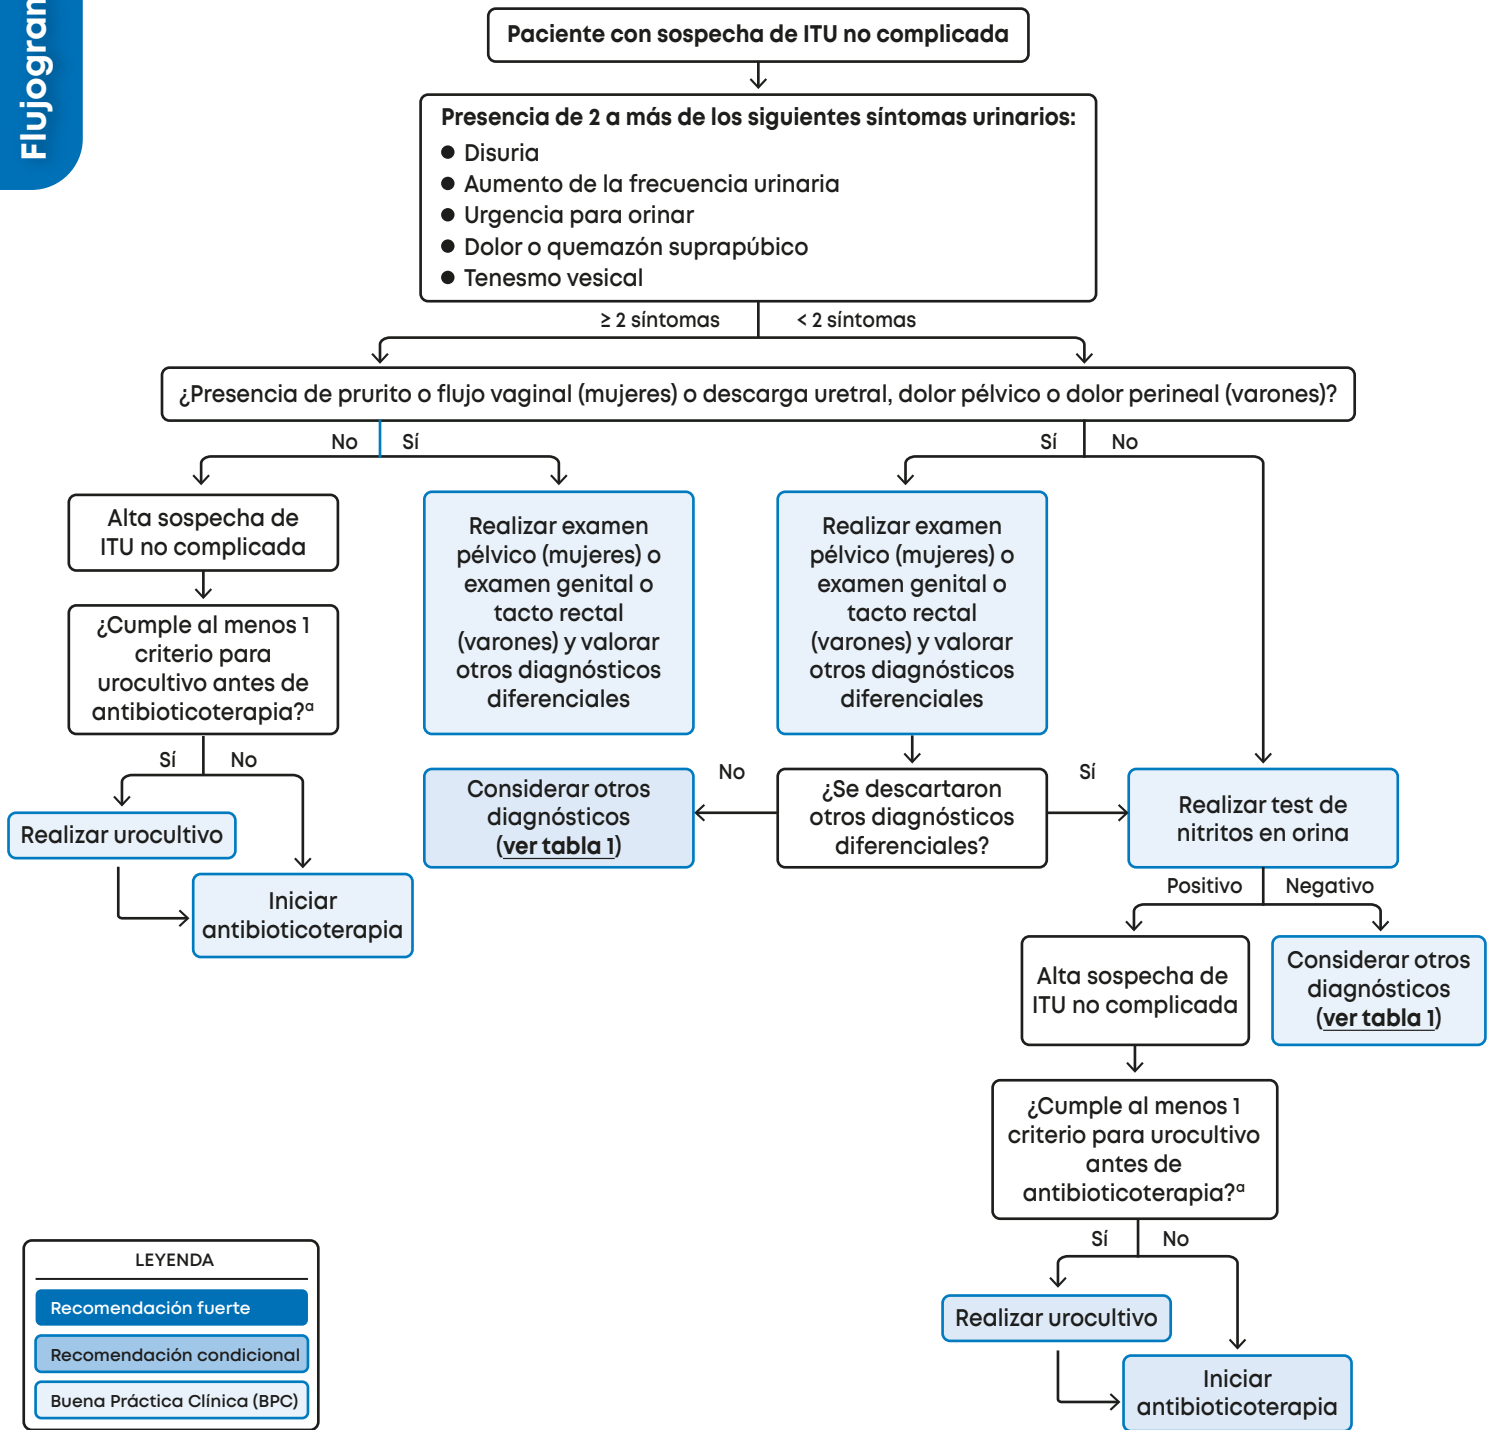 Flujogram
Paciente con sospecha de ITU no complicada
Presencia de 2 a más de los siguientes síntomas urinarios:
● Disuria
● Aumento de la frecuencia urinaria
● Urgencia para orinar
● Dolor o quemazón suprapúbico
● Tenesmo vesical
≥ 2 síntomas
< 2 síntomas
¿Presencia de prurito o flujo vaginal (mujeres) o descarga uretral, dolor pélvico o dolor perineal (varones)?
No
Sí
Sí
No
Alta sospecha de
ITU no complicada
¿Cumple al menos 1
criterio para
urocultivo antes de
antibioticoterapia?ª
Sí
No
Realizar urocultivo
Iniciar
antibioticoterapia
Realizar examen
pélvico (mujeres) o
examen genital o
tacto rectal
(varones) y valorar
otros diagnósticos
diferenciales
Realizar examen
pélvico (mujeres) o
examen genital o
tacto rectal
(varones) y valorar
otros diagnósticos
diferenciales
¿Se descartaron
otros diagnósticos
diferenciales?
No
Considerar otros
diagnósticos
(ver tabla 1)
Sí
Realizar test de
nitritos en orina
Positivo
Negativo
Alta sospecha de
ITU no complicada
Considerar otros
diagnósticos
(ver tabla 1)
¿Cumple al menos 1
criterio para urocultivo
antes de
antibioticoterapia?ª
Sí
No
Realizar urocultivo
Iniciar
antibioticoterapia
LEYENDA
Recomendación fuerte
Recomendación condicional
Buena Práctica Clínica (BPC)